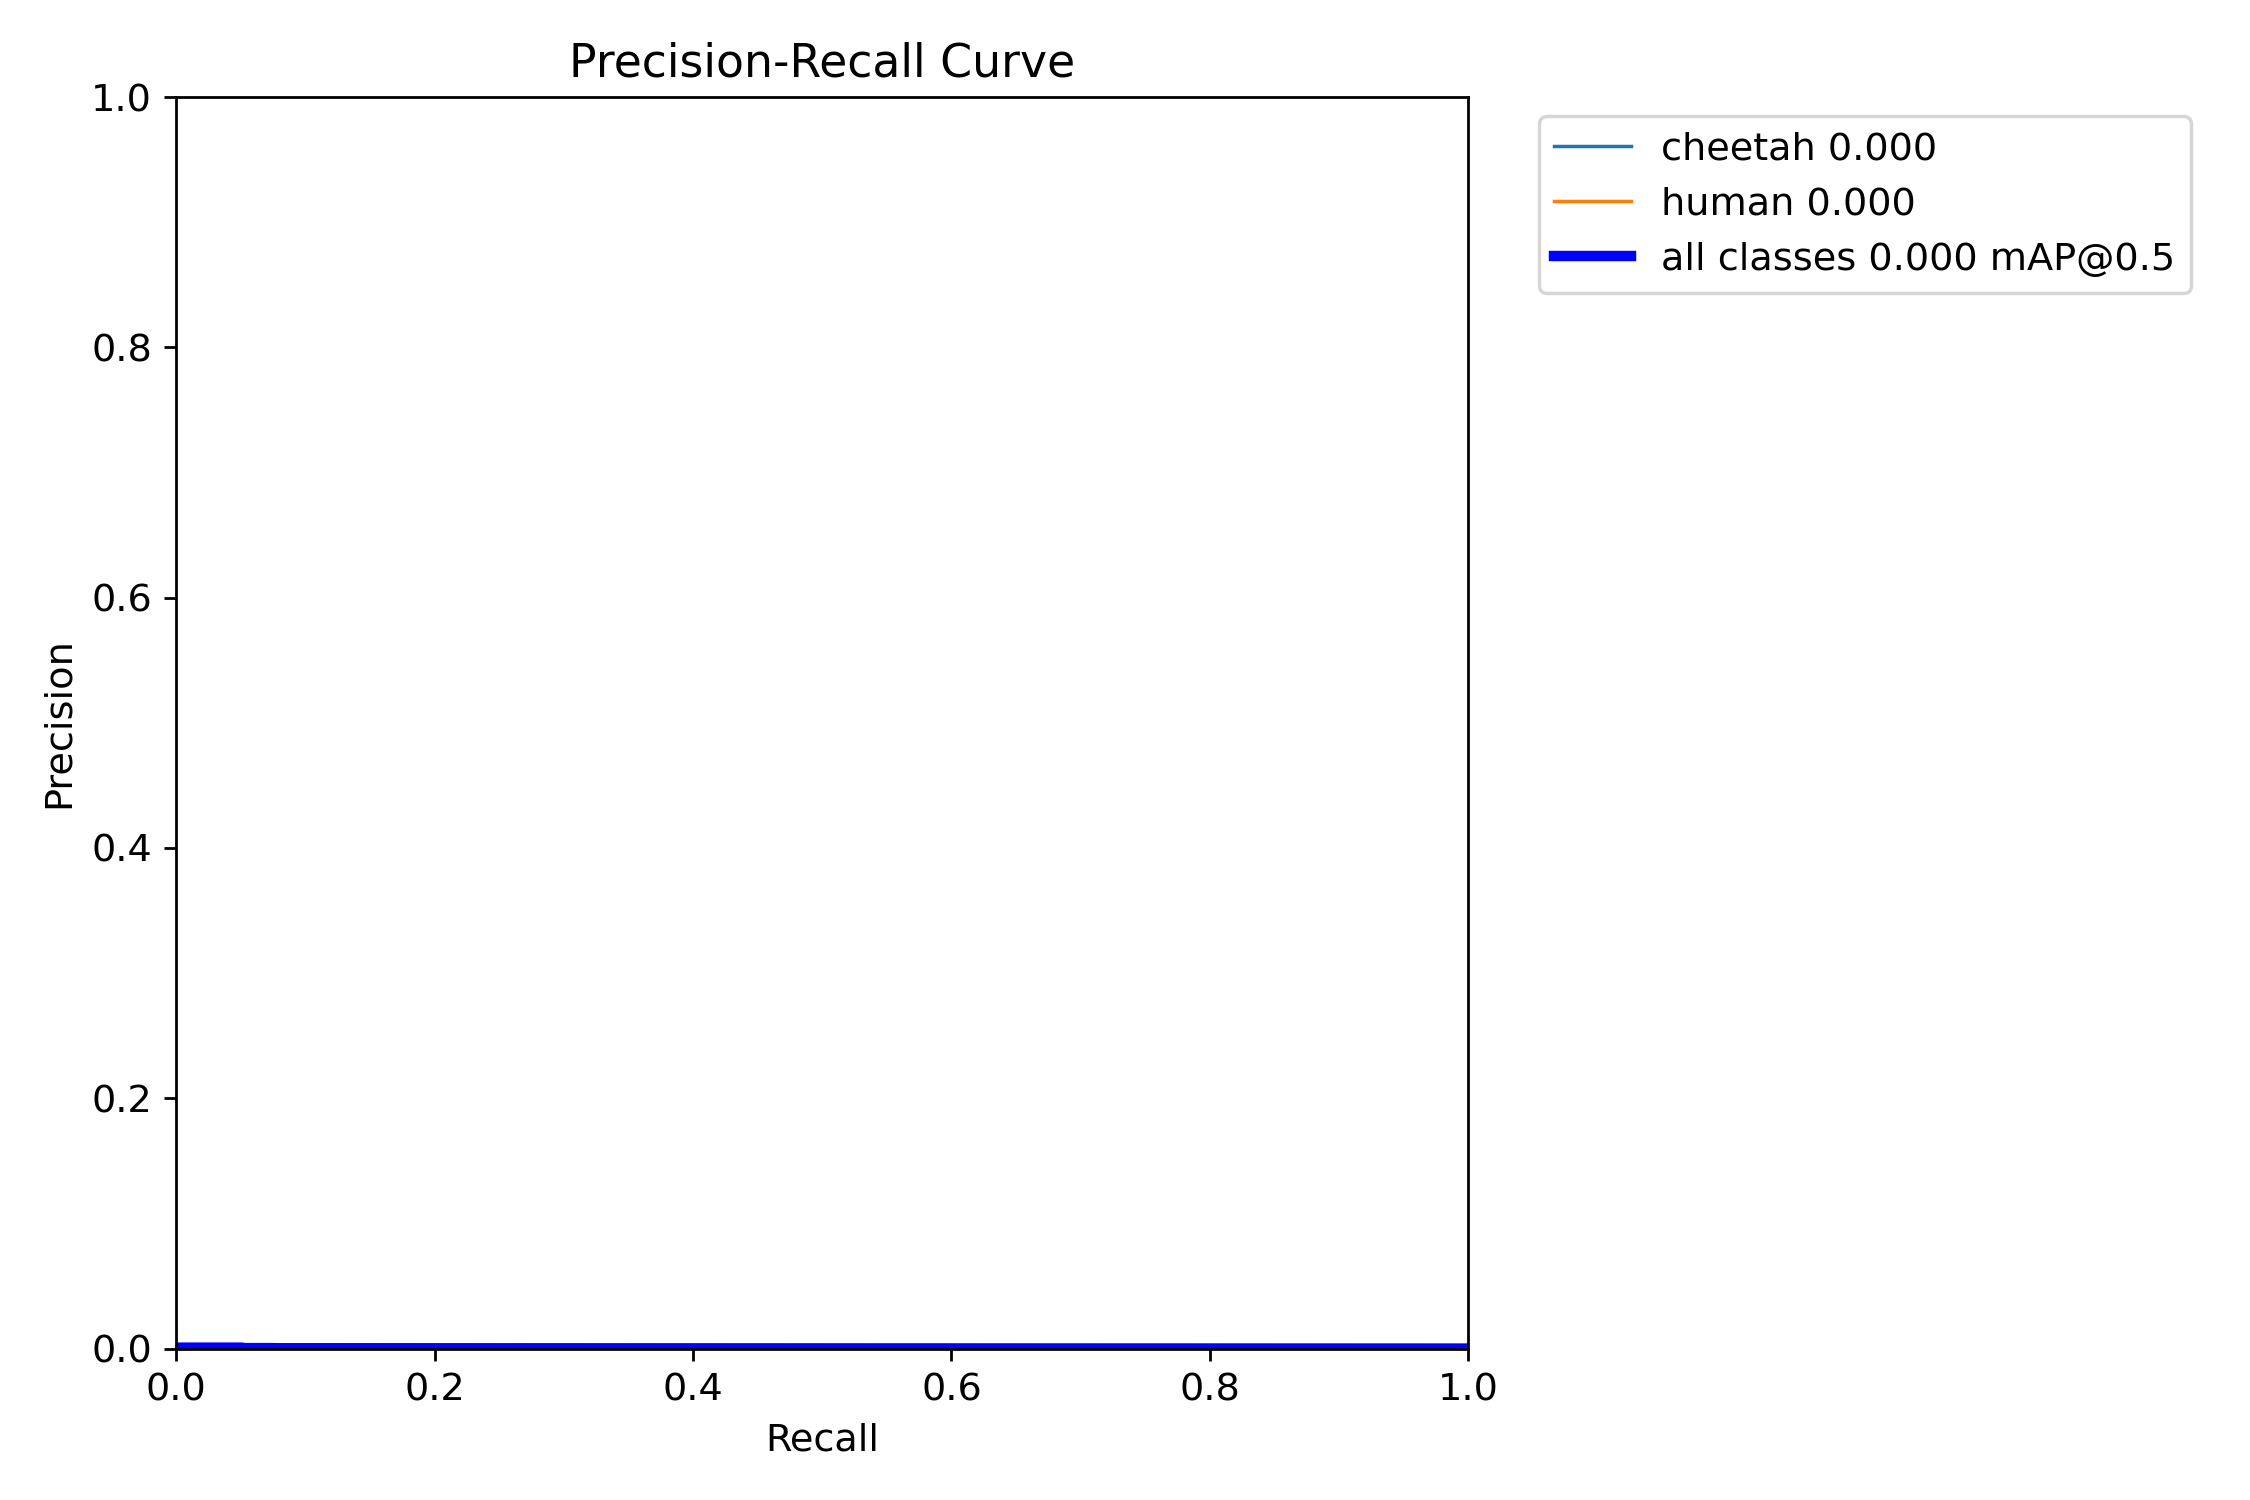 Precision-Recall Curve
1.0
0.8
0.6
0.4
0.2
0.0
Precision
0.0 0.2 0.4 0.6 0.8 1.0
Recall
cheetah 0.000
human 0.000
all classes 0.000 mAP@0.5